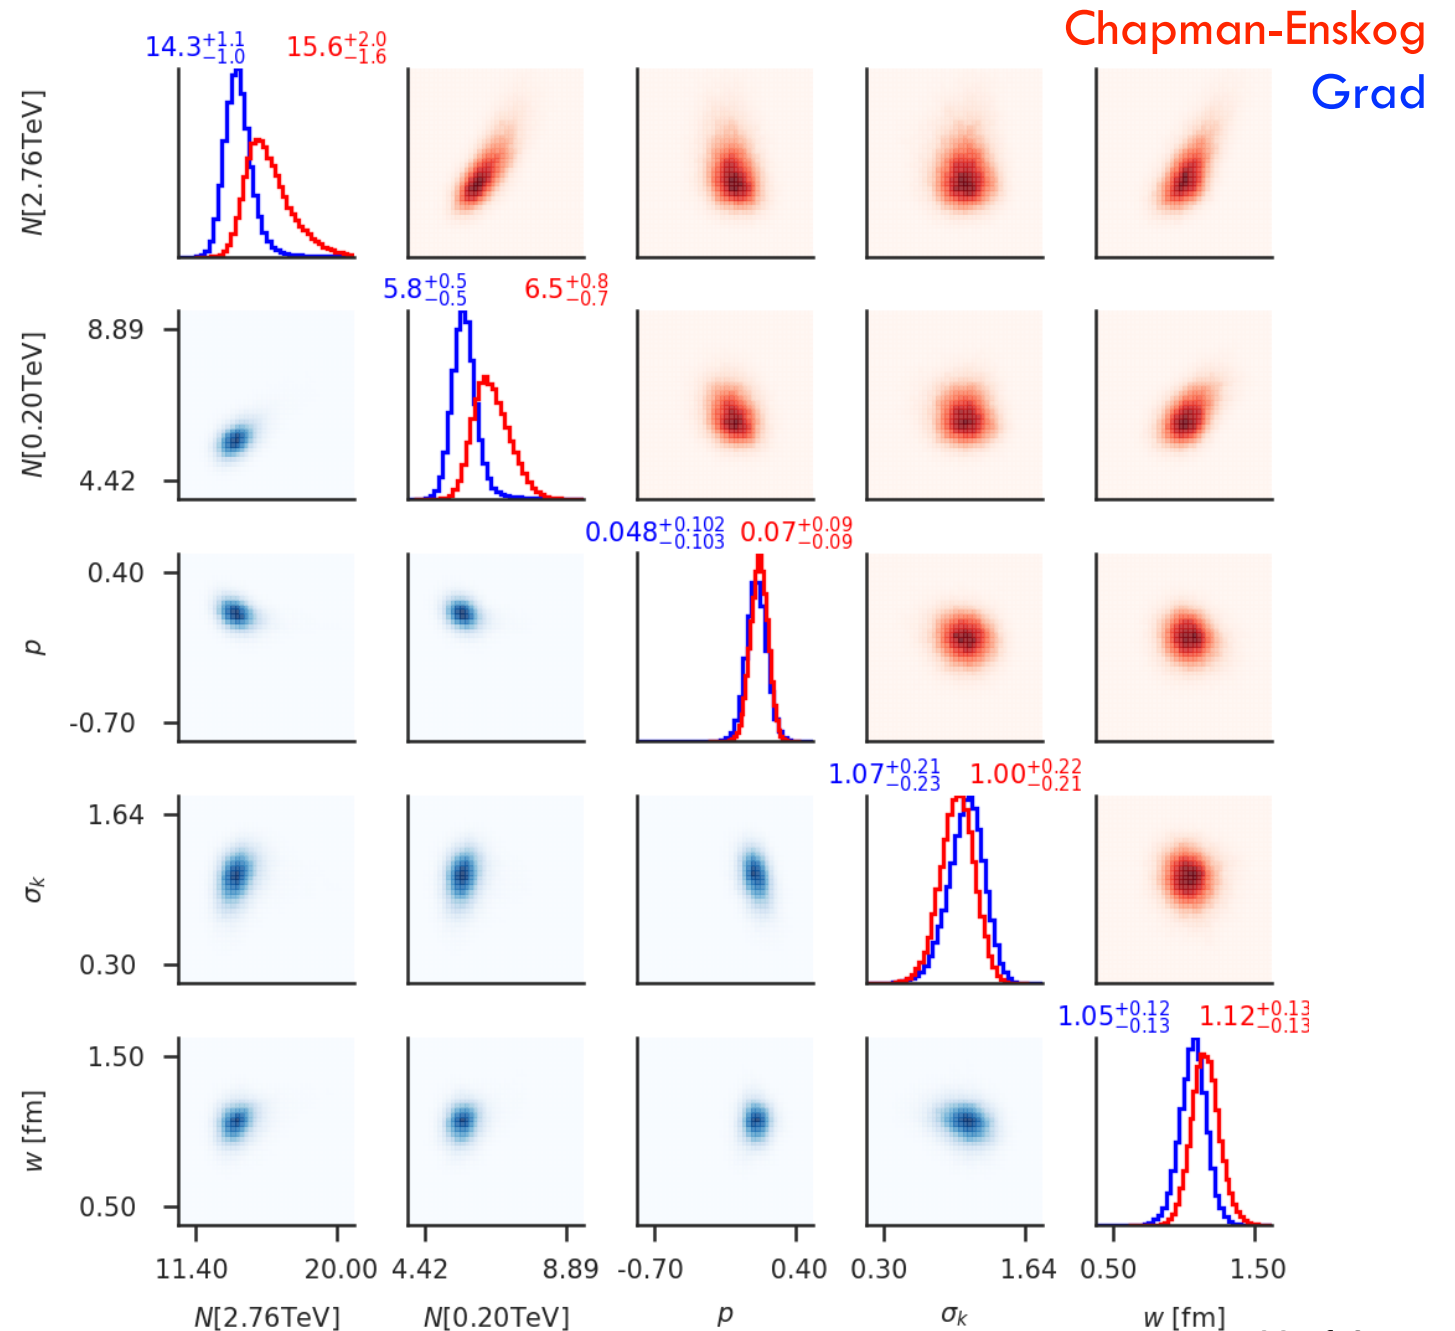 Chapman-Enskog
Grad
14.3+1.1−1.0 15.6+2.0−1.6
N[2.76TeV]
5.8+0.5−0.5 6.5+0.8−0.7
8.89
N[0.20TeV]
4.42
0.048+0.102−0.103 0.07+0.09−0.09
0.40
p
-0.70
1.07+0.21−0.23 1.00+0.22−0.21
1.64
σk
0.30
1.05+0.12−0.13 1.12+0.13−0.13
1.50
w [fm]
0.50
11.40 20.00 4.42 8.89 -0.70 0.40 0.30 1.64 0.50 1.50
N[2.76TeV] N[0.20TeV] p σk w [fm]